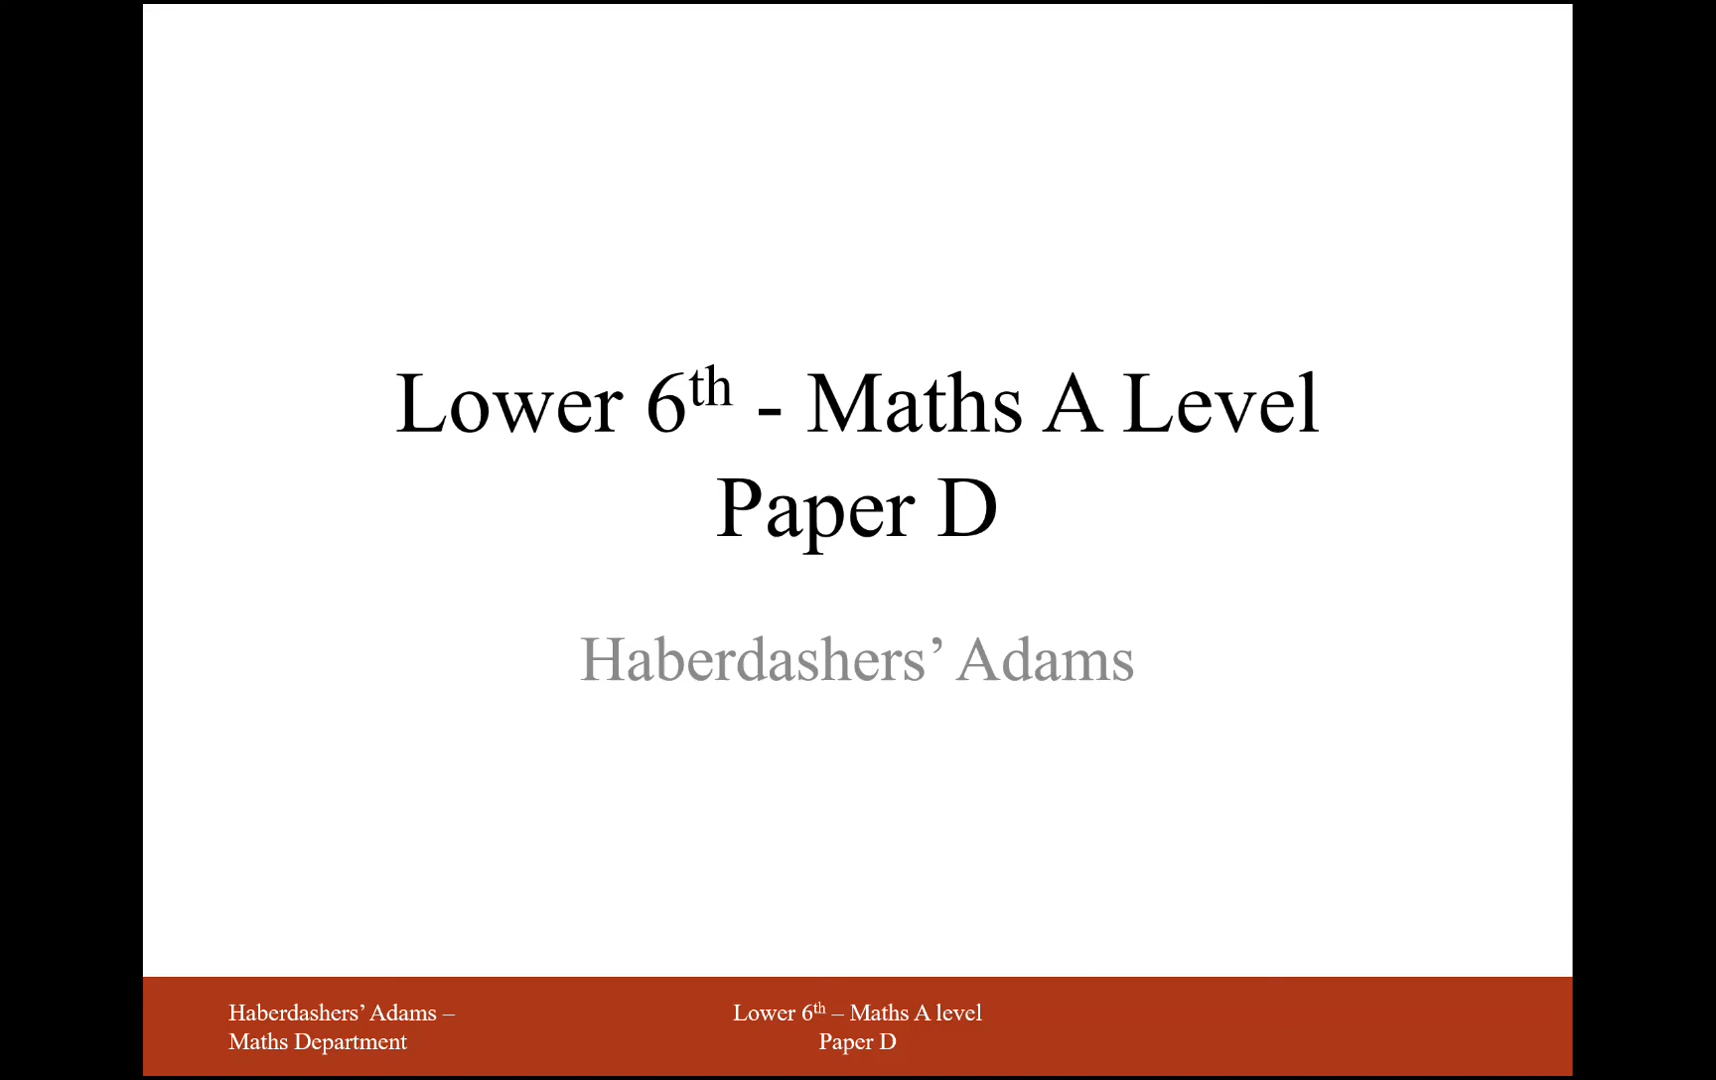 Lower 6th - Maths A Level
Paper D
Haberdashers’ Adams
Haberdashers’ Adams –
Maths Department
Lower 6th – Maths A level
Paper D